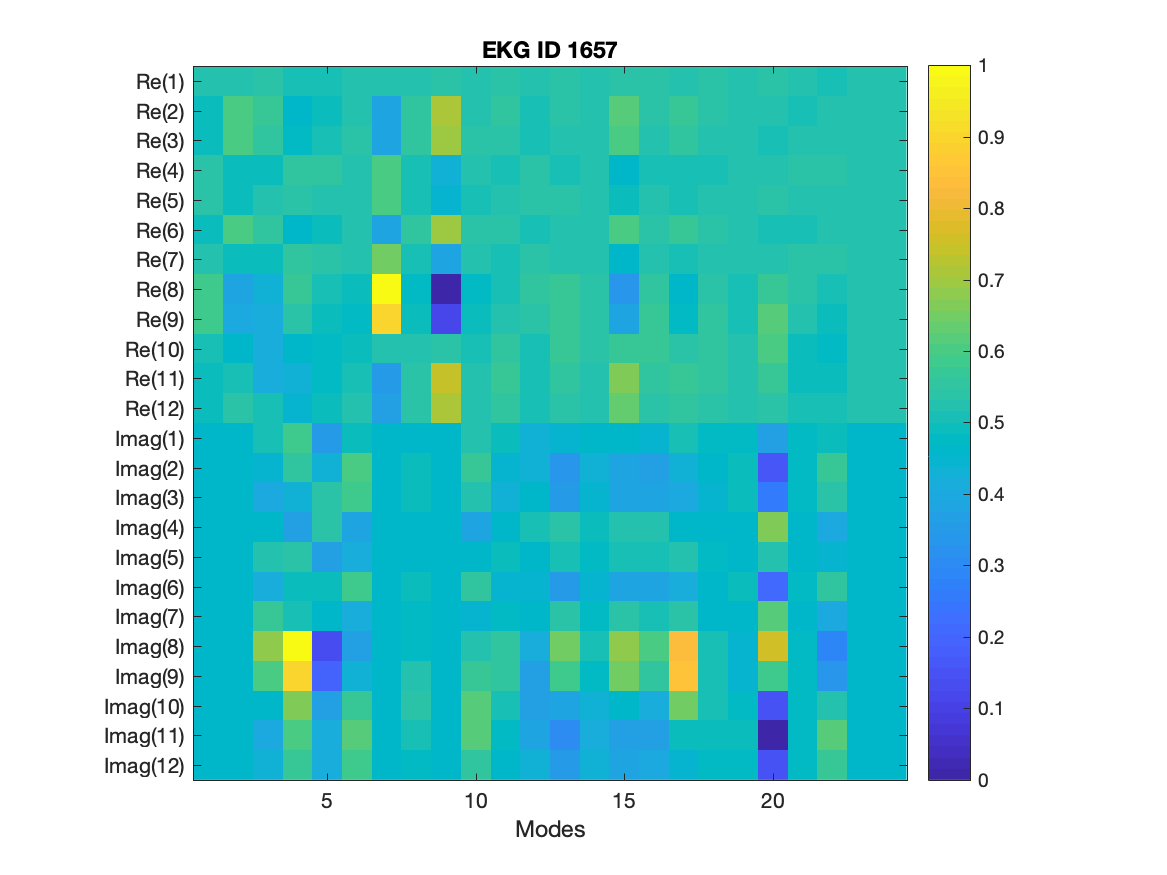 EKG ID 1657
Re(1)
Re(2)
Re(3)
Re(4)
Re(5)
Re(6)
Re(7)
Re(8)
Re(9)
Re(10)
Re(11)
Re(12)
Imag(1)
Imag(2)
Imag(3)
Imag(4)
Imag(5)
Imag(6)
Imag(7)
Imag(8)
Imag(9)
Imag(10)
Imag(11)
Imag(12)
5 10 15 20
Modes
1
0.9
0.8
0.7
0.6
0.5
0.4
0.3
0.2
0.1
0